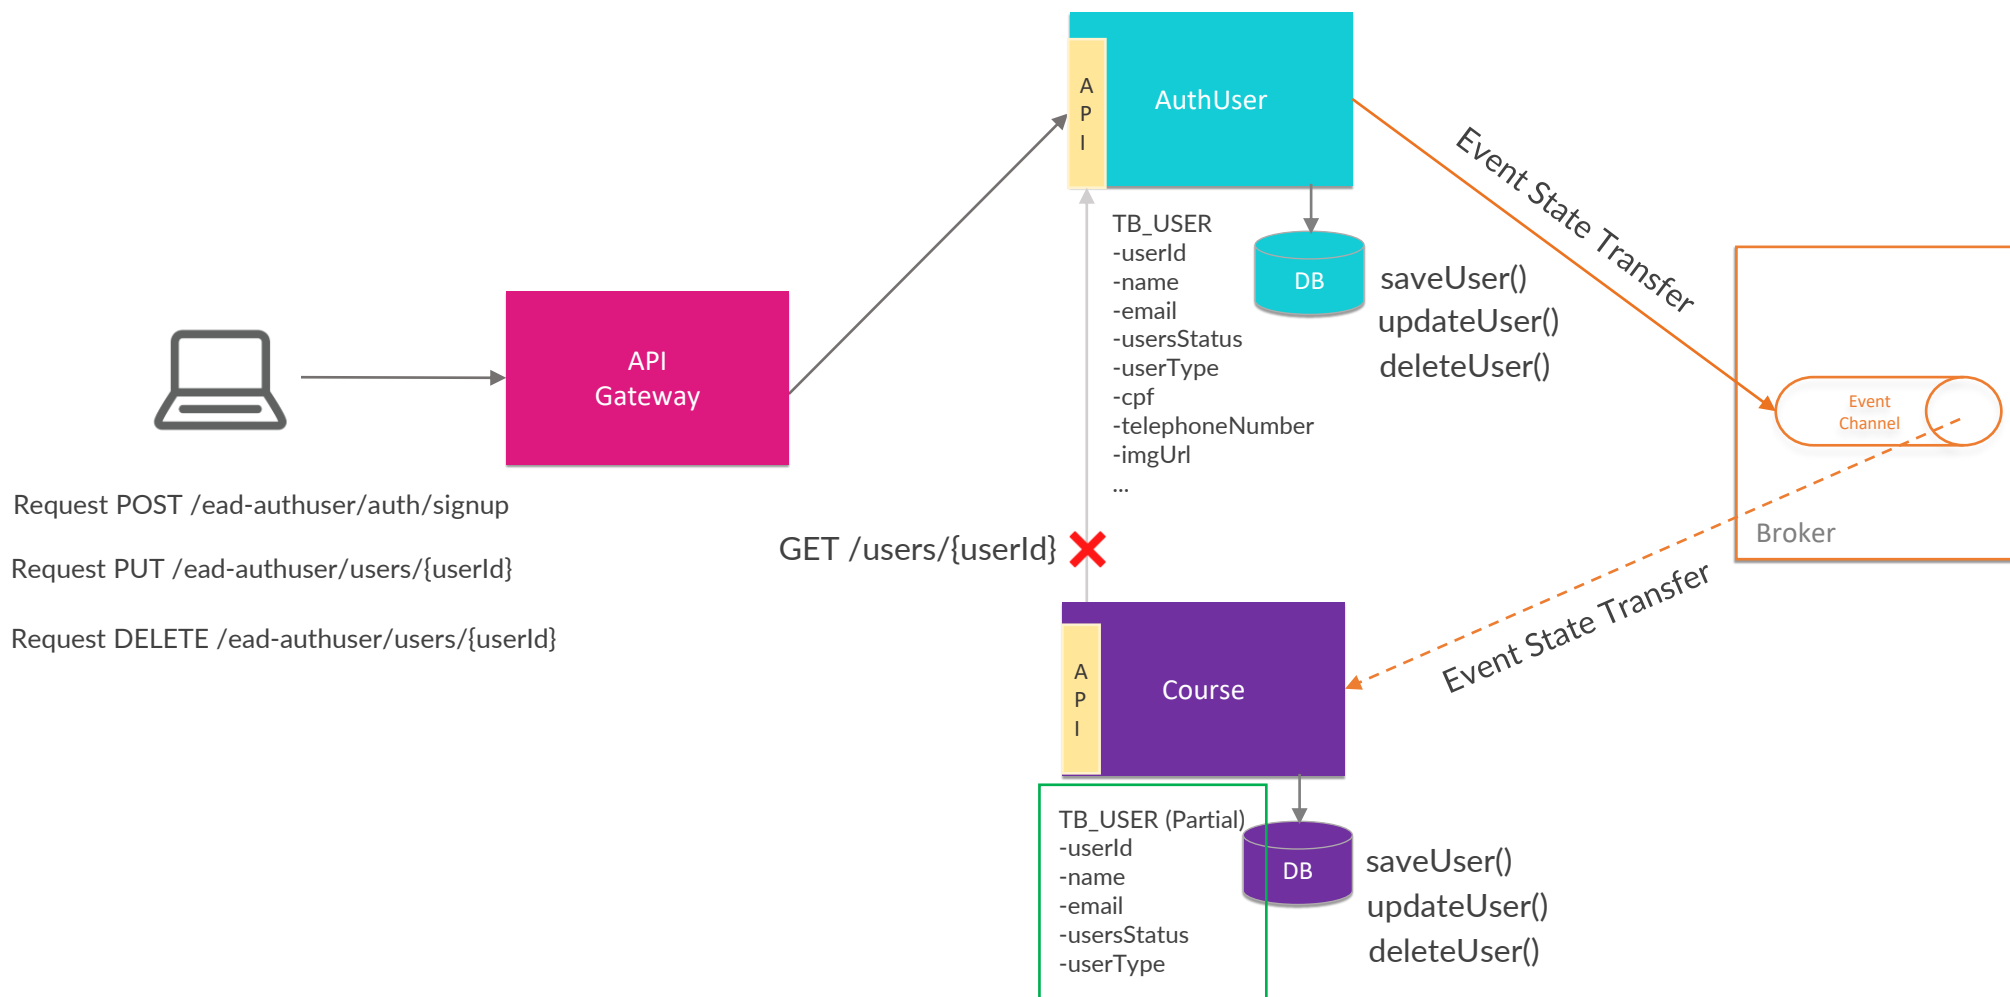 A
P
I
AuthUser
Event State Transfer
TB_USER
-userId
-name
-email
-usersStatus
-userType
-cpf
-telephoneNumber
-imgUrl
...
DB
saveUser()
updateUser()
deleteUser()
API
Gateway
Event
Channel
Broker
Request POST /ead-authuser/auth/signup
Request PUT /ead-authuser/users/{userId}
Request DELETE /ead-authuser/users/{userId}
GET /users/{userId}
Event State Transfer
A
P
I
Course
TB_USER (Partial)
-userId
-name
-email
-usersStatus
-userType
DB
saveUser()
updateUser()
deleteUser()